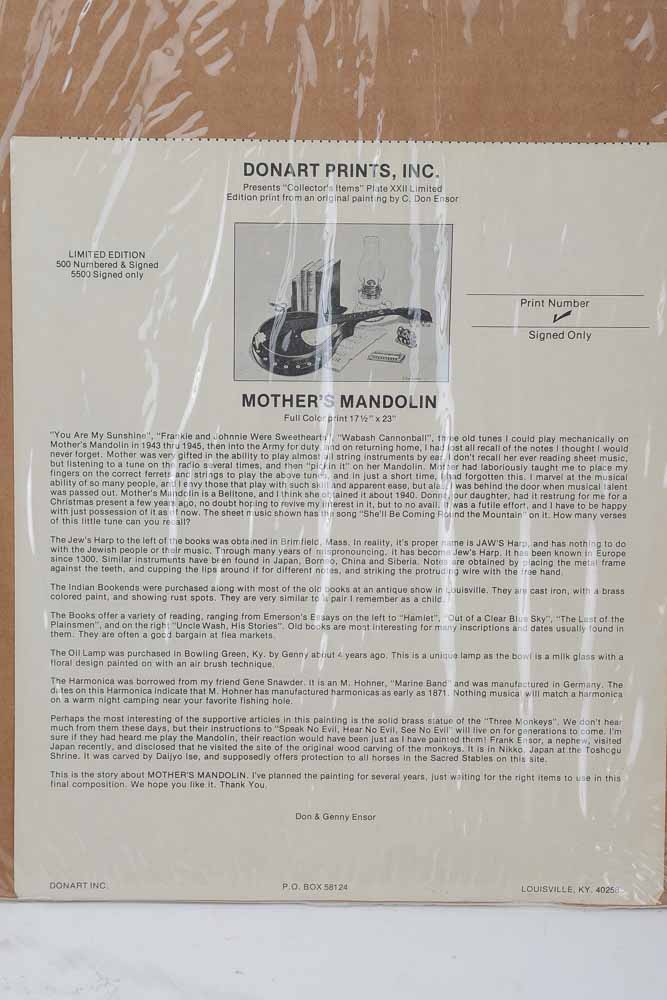 DONART PRINTS, INC.
Presents "Collector's Items" Plate XXII Limited
Edition print from an original painting by C. Don Ensor
LIMITED EDITION
500 Numbered & Signed
5500 Signed only
Print Number
✓
Signed Only
MOTHER'S MANDOLIN
Full Color print 17½" x 23"
"You Are My Sunshine", "Frankie and Johnnie Were Sweethearts", "Wabash Cannonball", three old tunes I could play mechanically on
Mother's Mandolin in 1943 thru 1945, then into the Army for duty, and on returning home, I had lost all recall of the notes I thought I would
never forget. Mother was very gifted in the ability to play almost all string instruments by ear. I don't recall her ever reading sheet music,
but listening to a tune on the radio several times, and then "pickin it" on her Mandolin. Mother had laboriously taught me to place my
fingers on the correct ferrets and strings to play the above tunes, and in just a short time, I had forgotten this. I marvel at the musical
ability of so many people, and I envy those that play with such skill and apparent ease, but alas, I was behind the door when musical talent
was passed out. Mother's Mandolin is a Belltone, and I think she obtained it about 1940. Donna, our daughter, had it restrung for me for a
Christmas present a few years ago, no doubt hoping to revive my interest in it, but to no avail. It was a futile effort, and I have to be happy
with just possession of it as of now. The sheet music shown has the song "She'll Be Coming Round the Mountain" on it. How many verses
of this little tune can you recall?
The Jew's Harp to the left of the books was obtained in Brimfield, Mass. In reality, it's proper name is JAW'S Harp, and has nothing to do
with the Jewish people or their music. Through many years of mispronouncing, it has become Jew's Harp. It has been known in Europe
since 1300. Similar instruments have been found in Japan, Borneo, China and Siberia. Notes are obtained by placing the metal frame
against the teeth, and cupping the lips around if for different notes, and striking the protruding wire with the free hand.
The Indian Bookends were purchased along with most of the old books at an antique show in Louisville. They are cast iron, with a brass
colored paint, and showing rust spots. They are very similar to a pair I remember as a child.
The Books offer a variety of reading, ranging from Emerson's Essays on the left to "Hamlet", "Out of a Clear Blue Sky", "The Last of the
Plainsmen", and on the right "Uncle Wash, His Stories". Old books are most interesting for many inscriptions and dates usually found in
them. They are often a good bargain at flea markets.
The Oil Lamp was purchased in Bowling Green, Ky. by Genny about 4 years ago. This is a unique lamp as the bowl is a milk glass with a
floral design painted on with an air brush technique.
The Harmonica was borrowed from my friend Gene Snawder. It is an M. Hohner, "Marine Band" and was manufactured in Germany. The
dates on this Harmonica indicate that M. Hohner has manufactured harmonicas as early as 1871. Nothing musical will match a harmonica
on a warm night camping near your favorite fishing hole.
Perhaps the most interesting of the supportive articles in this painting is the solid brass statue of the "Three Monkeys". We don't hear
much from them these days, but their instructions to "Speak No Evil, Hear No Evil, See No Evil" will live on for generations to come. I'm
sure if they had heard me play the Mandolin, their reaction would have been just as I have painted them! Frank Ensor, a nephew, visited
Japan recently, and disclosed that he visited the site of the original wood carving of the monkeys. It is in Nikko, Japan at the Toshogu
Shrine. It was carved by Daijyo Ise, and supposedly offers protection to all horses in the Sacred Stables on this site.
This is the story about MOTHER'S MANDOLIN. I've planned the painting for several years, just waiting for the right items to use in this
final composition. We hope you like it. Thank You.
Don & Genny Ensor
DONART INC. P.O. BOX 58124 LOUISVILLE, KY. 40258